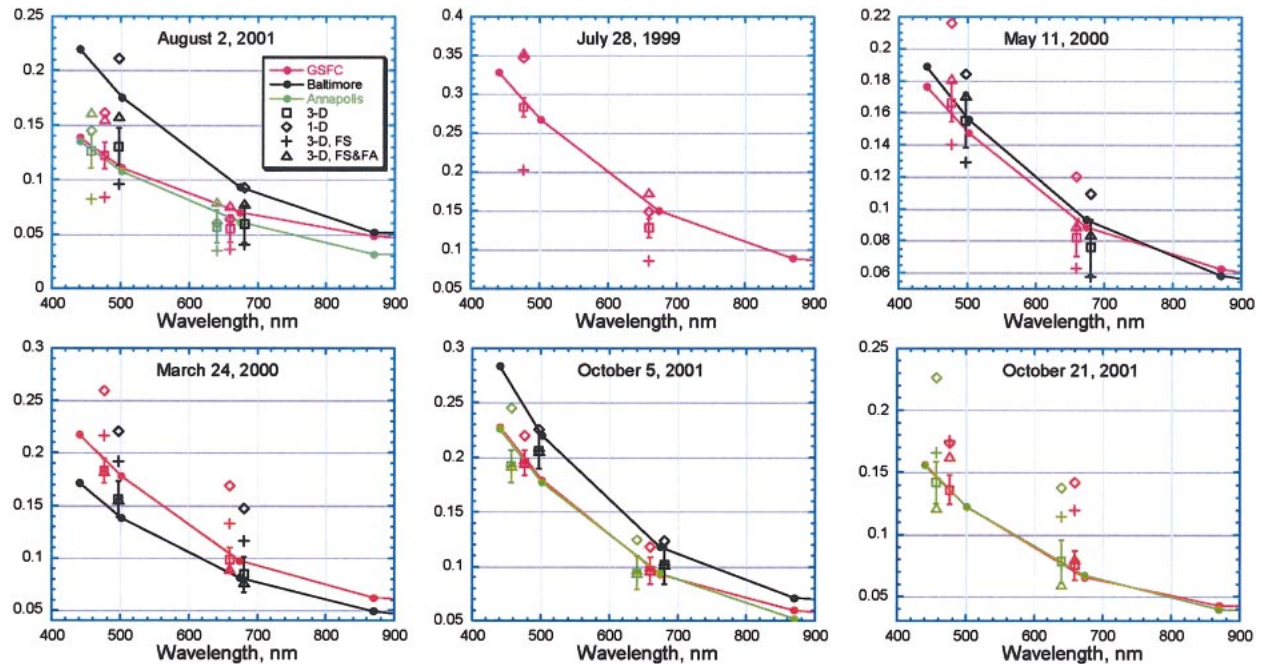 August 2, 2001
0.25
0.2
0.15
0.1
0.05
0
GSFC
Baltimore
Annapolis
3-D
1-D
3-D, FS
3-D, FS&FA
400 500 600 700 800 900
Wavelength, nm
July 28, 1999
0.4
0.35
0.3
0.25
0.2
0.15
0.1
0.05
400 500 600 700 800 900
Wavelength, nm
May 11, 2000
0.22
0.2
0.18
0.16
0.14
0.12
0.1
0.08
0.06
400 500 600 700 800 900
Wavelength, nm
March 24, 2000
0.3
0.25
0.2
0.15
0.1
0.05
400 500 600 700 800 900
Wavelength, nm
October 5, 2001
0.3
0.25
0.2
0.15
0.1
0.05
400 500 600 700 800 900
Wavelength, nm
October 21, 2001
0.25
0.2
0.15
0.1
0.05
400 500 600 700 800 900
Wavelength, nm